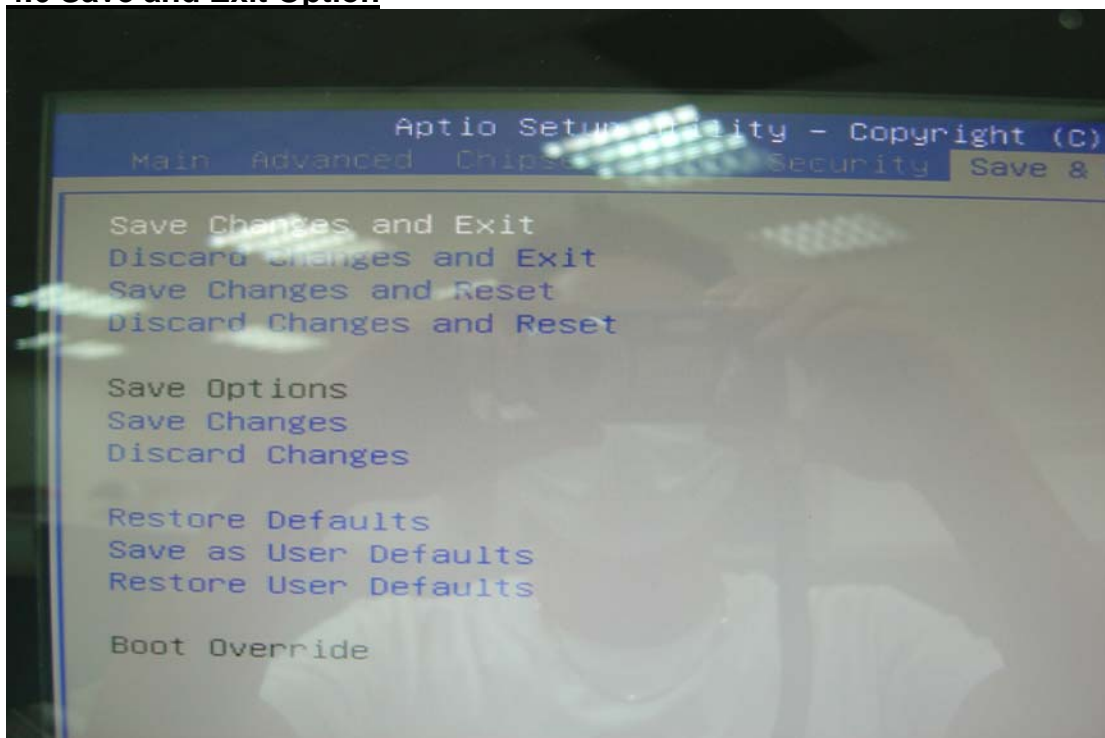 Save and Exit Option
Aptio Setup Utility – Copyright (C)
Main Advanced Security Save &
Save Changes and Exit
Discard Changes and Exit
Save Changes and Reset
Discard Changes and Reset
Save Options
Save Changes
Discard Changes
Restore Defaults
Save as User Defaults
Restore User Defaults
Boot Override